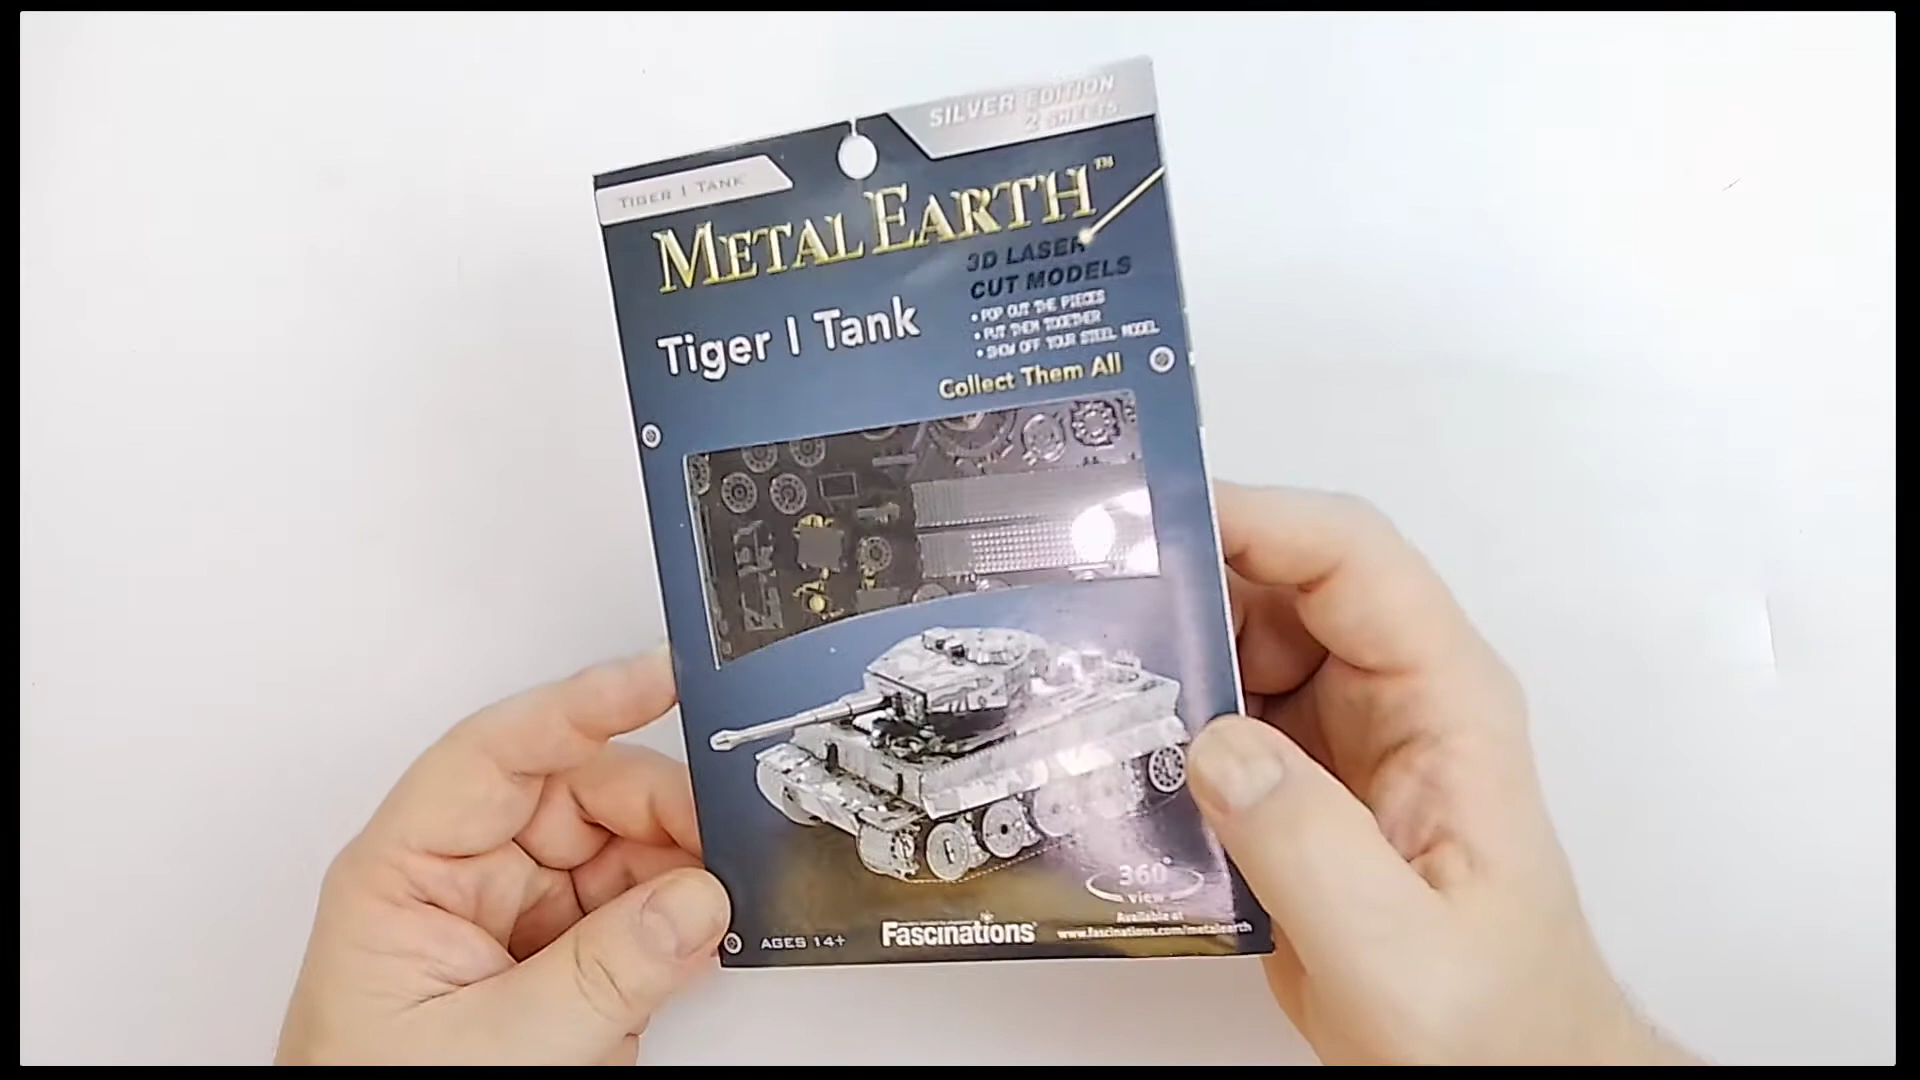 SILVER EDITION
2 SHEETS
TIGER I TANK
METAL EARTH™
3D LASER
CUT MODELS
• POP OUT THE PIECES
• PUT THEM TOGETHER
• SHOW OFF YOUR STEEL MODEL
Tiger I Tank
Collect Them All
360°
view
Available at
AGES 14+
Fascinations®
www.fascinations.com/metalearth